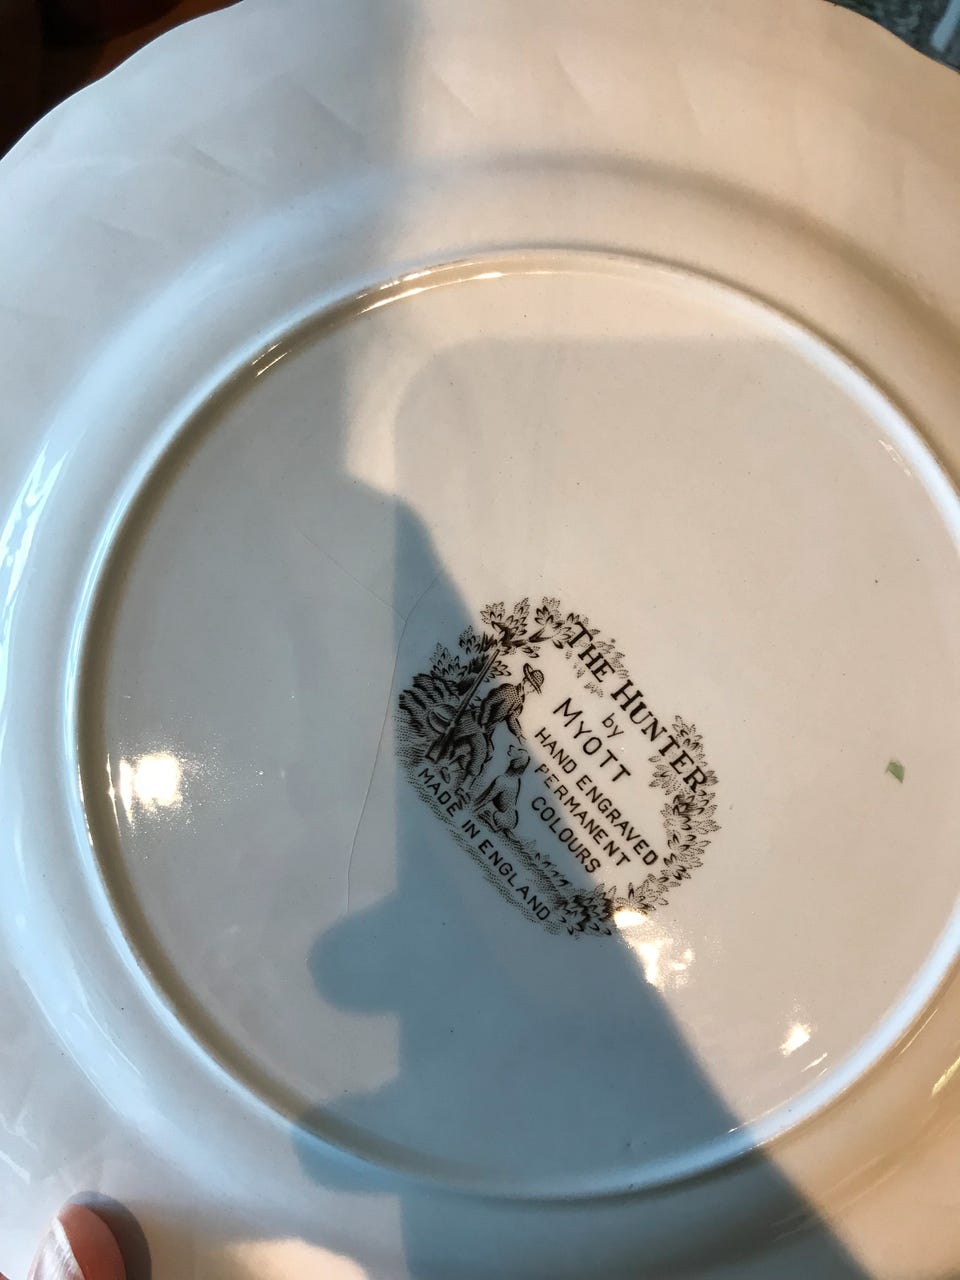 THE HUNTER
by
MYOTT
HAND ENGRAVED
PERMANENT
COLOURS
MADE IN ENGLAND